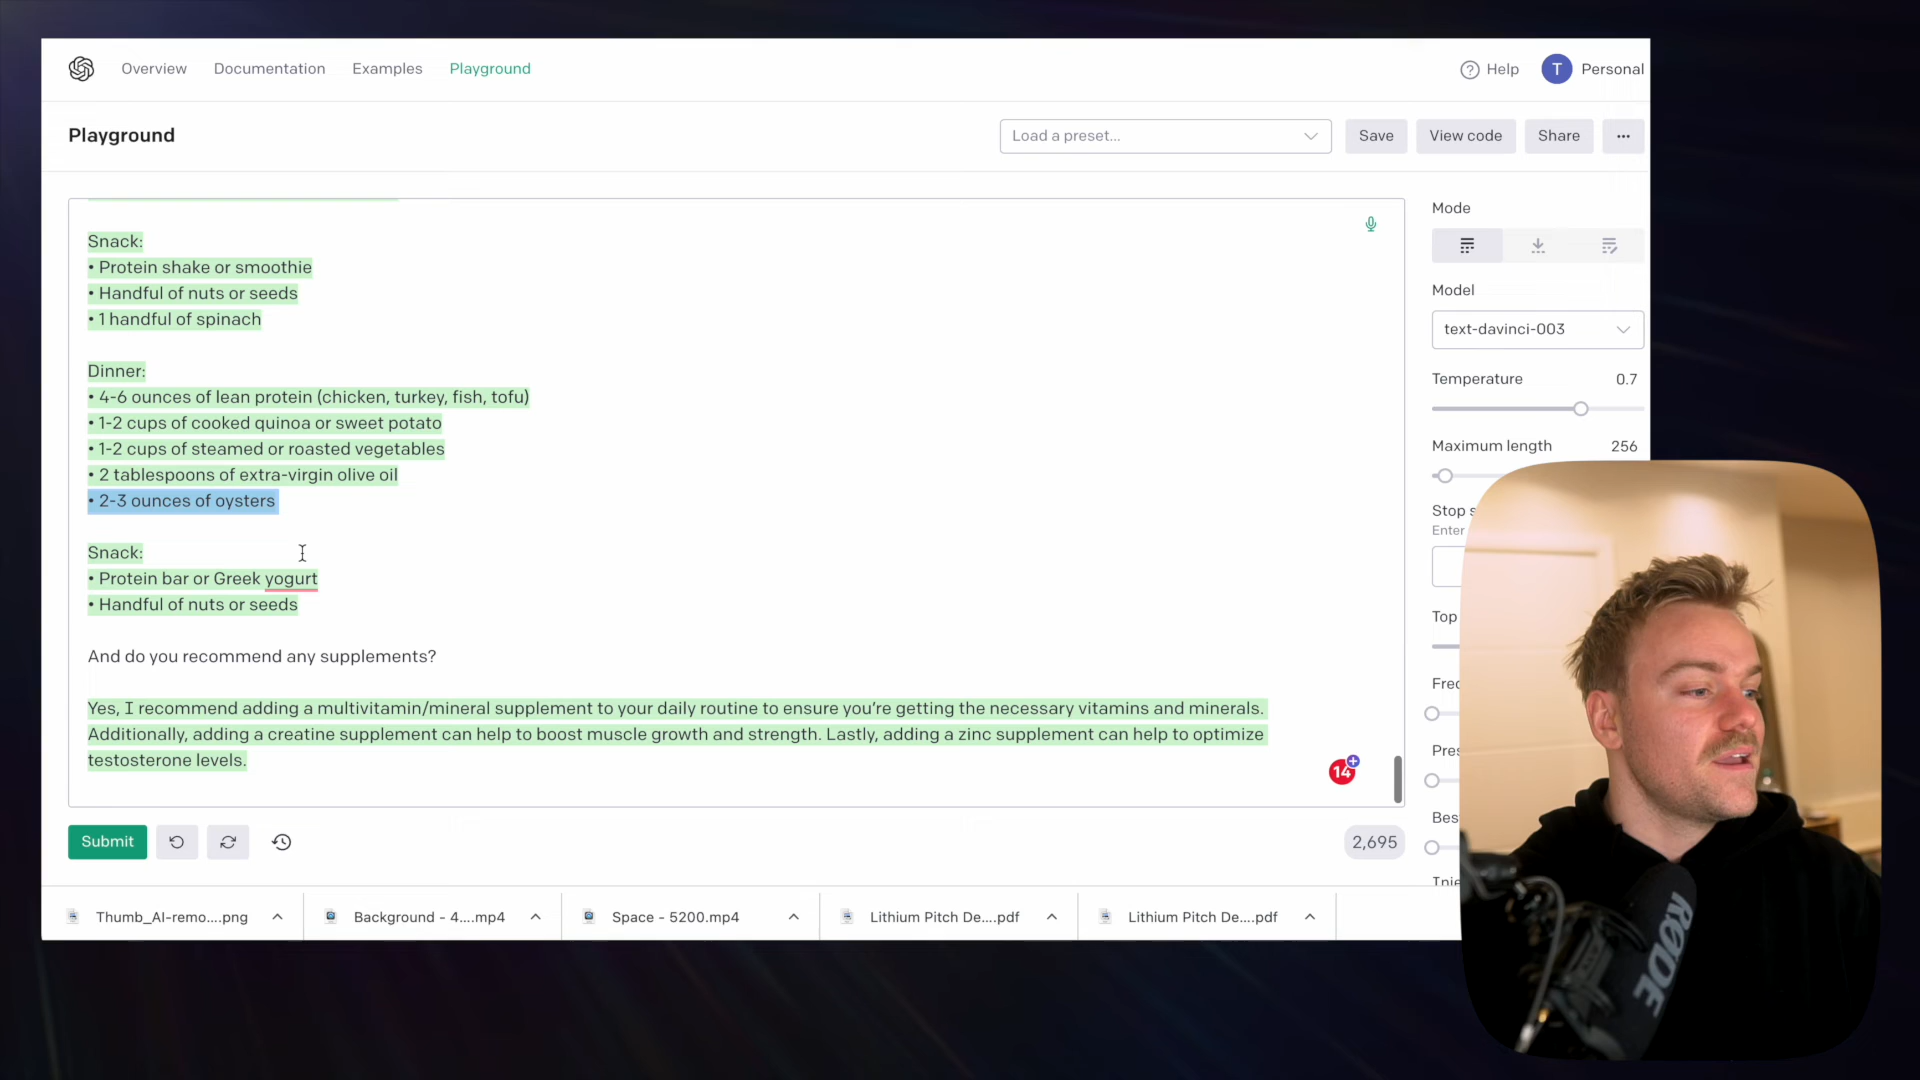 Overview Documentation Examples Playground Help T Personal
Playground Load a preset... Save View code Share ...
Mode
Snack:
• Protein shake or smoothie
• Handful of nuts or seeds
• 1 handful of spinach
Model
text-davinci-003
Dinner:
• 4-6 ounces of lean protein (chicken, turkey, fish, tofu)
• 1-2 cups of cooked quinoa or sweet potato
• 1-2 cups of steamed or roasted vegetables
• 2 tablespoons of extra-virgin olive oil
• 2-3 ounces of oysters
Temperature 0.7
Maximum length 256
Stop s
Enter
Snack:
• Protein bar or Greek yogurt
• Handful of nuts or seeds
Top
And do you recommend any supplements?
Freq
Yes, I recommend adding a multivitamin/mineral supplement to your daily routine to ensure you're getting the necessary vitamins and minerals.
Additionally, adding a creatine supplement can help to boost muscle growth and strength. Lastly, adding a zinc supplement can help to optimize
testosterone levels.
14
Pres
Bes
Submit 2,695
Inje
Thumb_AI-remo....png Background - 4....mp4 Space - 5200.mp4 Lithium Pitch De....pdf Lithium Pitch De....pdf
RØDE